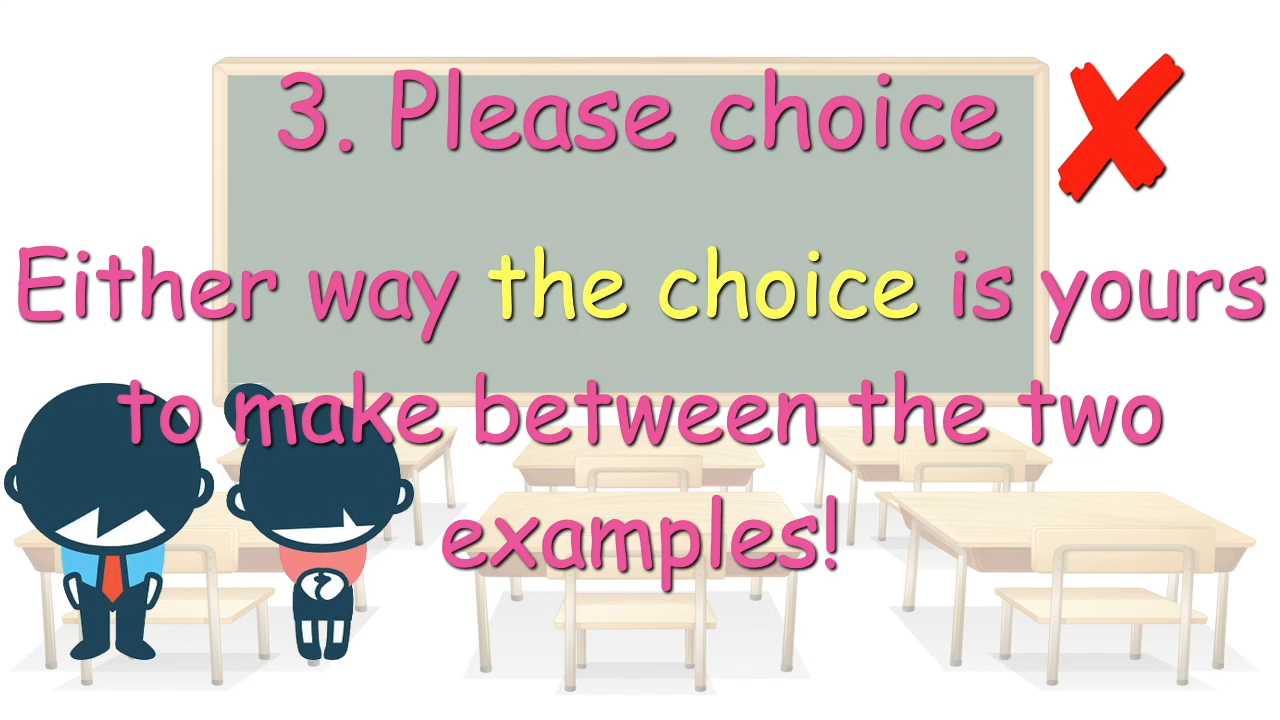 3. Please choice
Either way the choice is yours
to make between the two
examples!